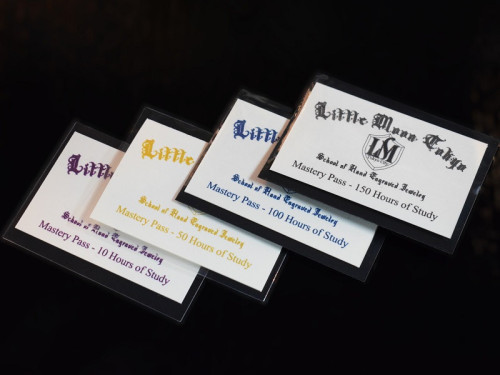 Little
School of Hand Engraved Jewelry
Mastery Pass - 10 Hours of Study
Little
School of Hand Engraved Jewelry
Mastery Pass - 50 Hours of Study
Little
School of Hand Engraved Jewelry
Mastery Pass - 100 Hours of Study
Little Moon Tokyo
LM
School of Hand Engraved Jewelry
Mastery Pass - 150 Hours of Study